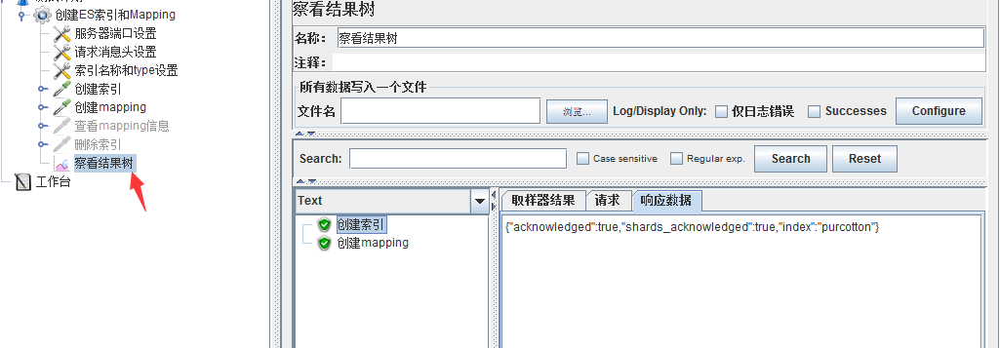 创建ES索引和Mapping
服务器端口设置
请求消息头设置
索引名称和type设置
创建索引
创建mapping
查看mapping信息
删除索引
察看结果树
工作台
察看结果树
名称： 察看结果树
注释：
所有数据写入一个文件
文件名 浏览... Log/Display Only: 仅日志错误 Successes Configure
Search: Case sensitive Regular exp. Search Reset
Text
创建索引
创建mapping
取样器结果 请求 响应数据
{"acknowledged":true,"shards_acknowledged":true,"index":"purcotton"}